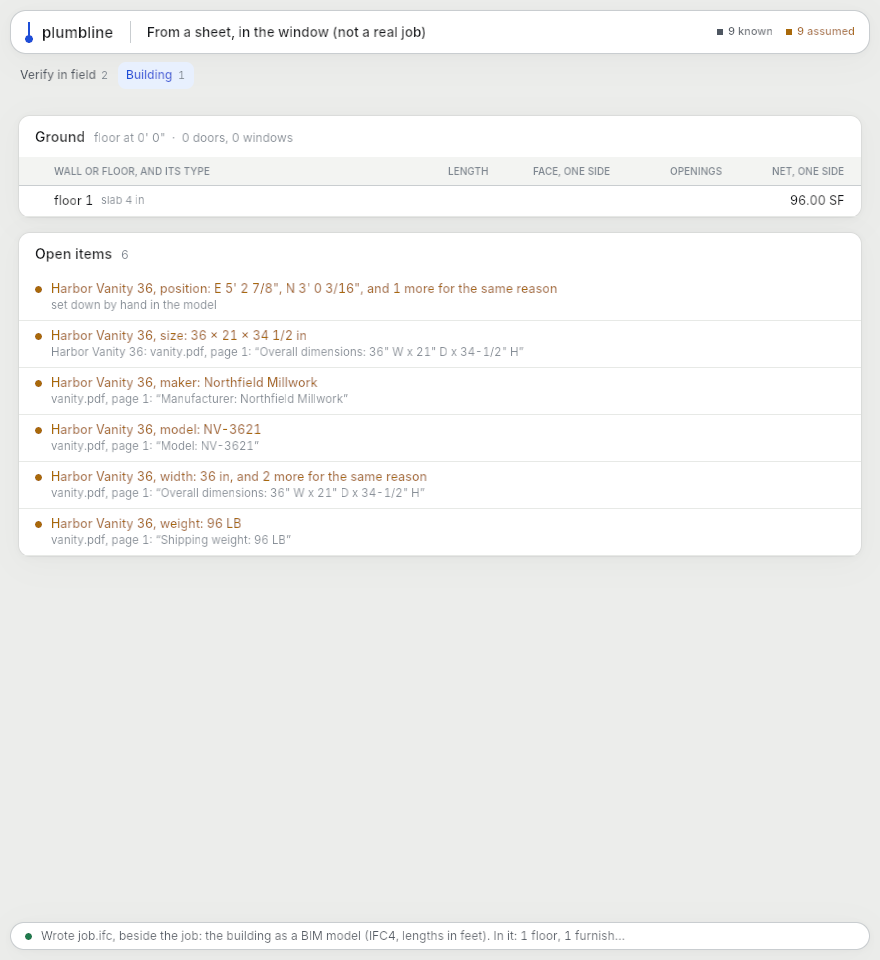 plumbline From a sheet, in the window (not a real job) 9 known 9 assumed
Verify in field 2 Building 1
Ground floor at 0' 0" · 0 doors, 0 windows
WALL OR FLOOR, AND ITS TYPE LENGTH FACE, ONE SIDE OPENINGS NET, ONE SIDE
floor 1 slab 4 in 96.00 SF
Open items 6
Harbor Vanity 36, position: E 5' 2 7/8", N 3' 0 3/16", and 1 more for the same reason
set down by hand in the model
Harbor Vanity 36, size: 36 × 21 × 34 1/2 in
Harbor Vanity 36: vanity.pdf, page 1: “Overall dimensions: 36" W x 21" D x 34-1/2" H”
Harbor Vanity 36, maker: Northfield Millwork
vanity.pdf, page 1: “Manufacturer: Northfield Millwork”
Harbor Vanity 36, model: NV-3621
vanity.pdf, page 1: “Model: NV-3621”
Harbor Vanity 36, width: 36 in, and 2 more for the same reason
vanity.pdf, page 1: “Overall dimensions: 36" W x 21" D x 34-1/2" H”
Harbor Vanity 36, weight: 96 LB
vanity.pdf, page 1: “Shipping weight: 96 LB”
Wrote job.ifc, beside the job: the building as a BIM model (IFC4, lengths in feet). In it: 1 floor, 1 furnish...